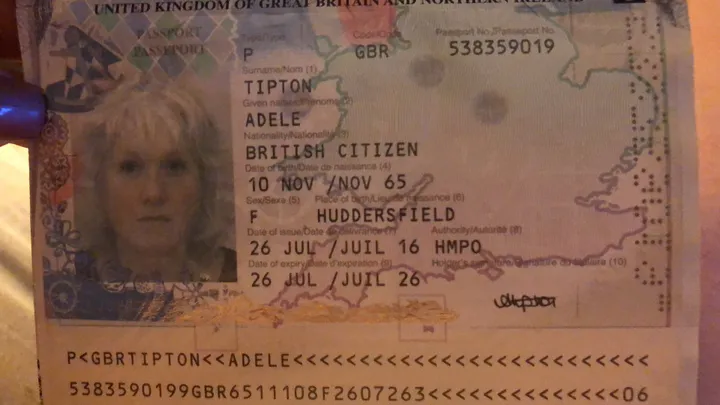 UNITED KINGDOM OF GREAT BRITAIN AND NORTHERN IRELAND
PASSPORT
PASSEPORT
Type/Type
Code/Code
Passport No./Passeport No.
P
GBR
538359019
Surname/Nom (1)
TIPTON
Given names/Prénoms (2)
ADELE
Nationality/Nationalité (3)
BRITISH CITIZEN
Date of birth/Date de naissance (4)
10 NOV /NOV 65
Sex/Sexe (5) Place of birth/Lieu de naissance (6)
F HUDDERSFIELD
Date of issue/Date de délivrance (7) Authority/Autorité (8)
26 JUL /JUIL 16 HMPO
Date of expiry/Date d'expiration (9) Holder's signature/Signature du titulaire (10)
26 JUL /JUIL 26
P<GBRTIPTON<<ADELE<<<<<<<<<<<<<<<<<<<<<<<<<<
5383590199GBR6511108F2607263<<<<<<<<<<<<<<06